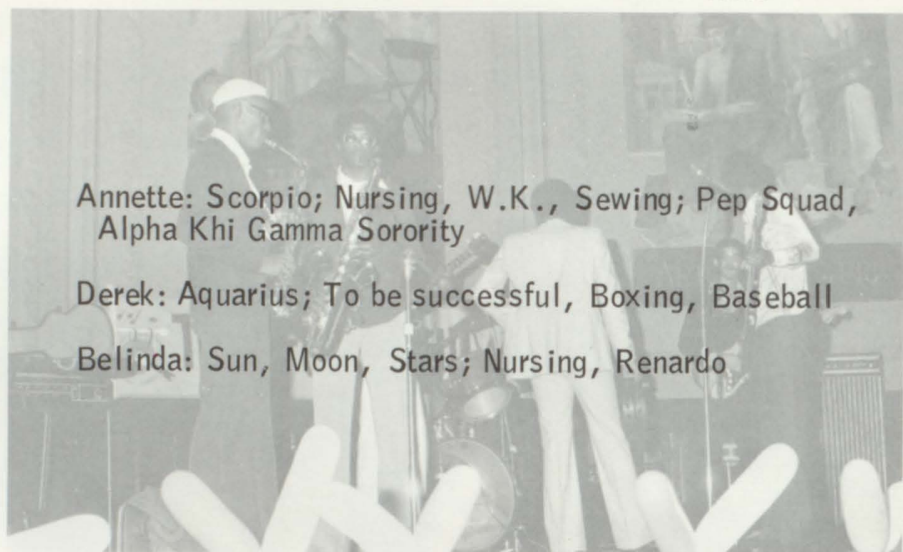 Annette: Scorpio; Nursing, W.K., Sewing; Pep Squad,
Alpha Khi Gamma Sorority
Derek: Aquarius; To be successful, Boxing, Baseball
Belinda: Sun, Moon, Stars; Nursing, Renardo